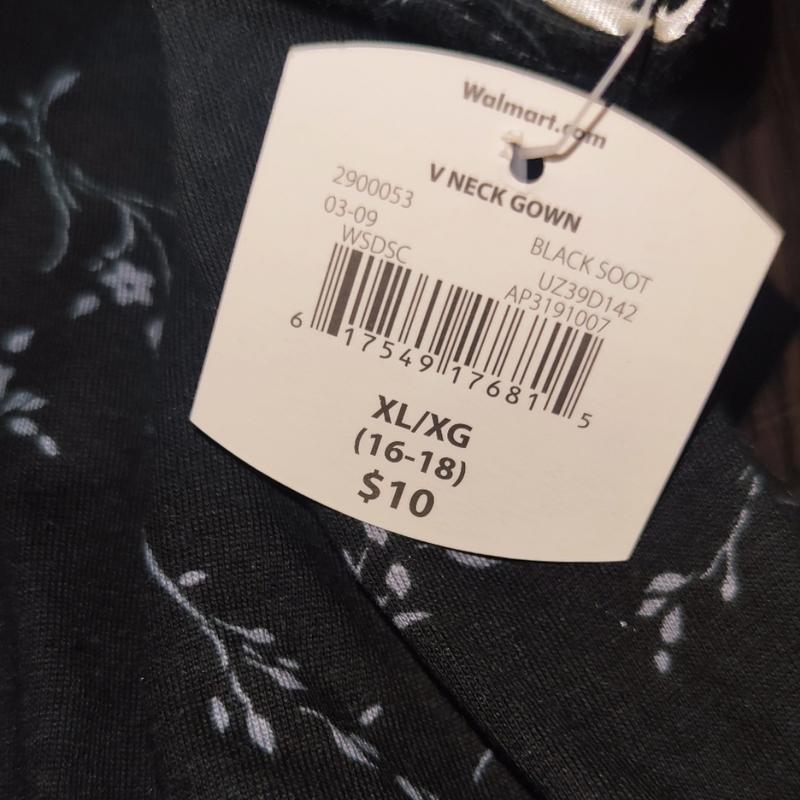 Walmart.com
V NECK GOWN
2900053
03-09
WSDSC
BLACK SOOT
UZ39D142
AP3191007
6 17549 17681 5
XL/XG
(16-18)
$10